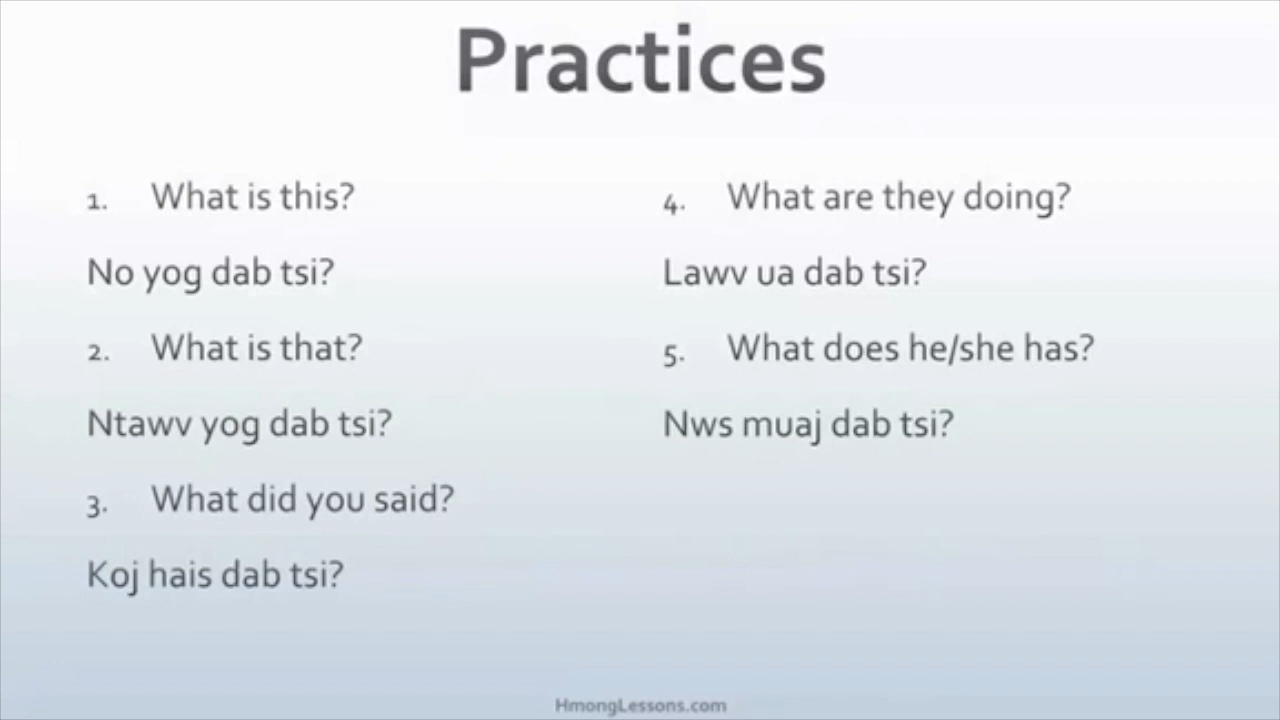 Practices
1. What is this?
No yog dab tsi?
2. What is that?
Ntawv yog dab tsi?
3. What did you said?
Koj hais dab tsi?
4. What are they doing?
Lawv ua dab tsi?
5. What does he/she has?
Nws muaj dab tsi?
HmongLessons.com